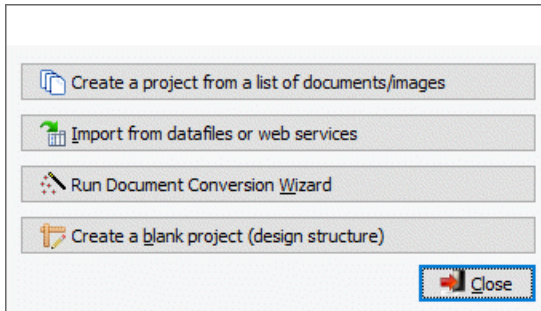 Create a project from a list of documents/images
Import from datafiles or web services
Run Document Conversion Wizard
Create a blank project (design structure)
Close